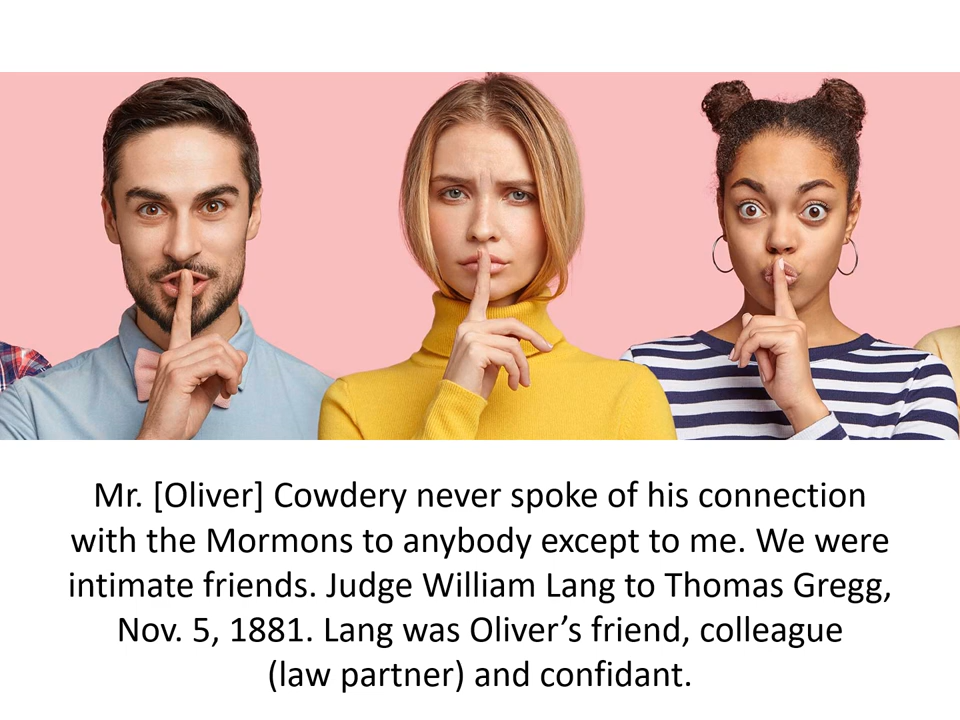 Mr. [Oliver] Cowdery never spoke of his connection
with the Mormons to anybody except to me. We were
intimate friends. Judge William Lang to Thomas Gregg,
Nov. 5, 1881. Lang was Oliver’s friend, colleague
(law partner) and confidant.